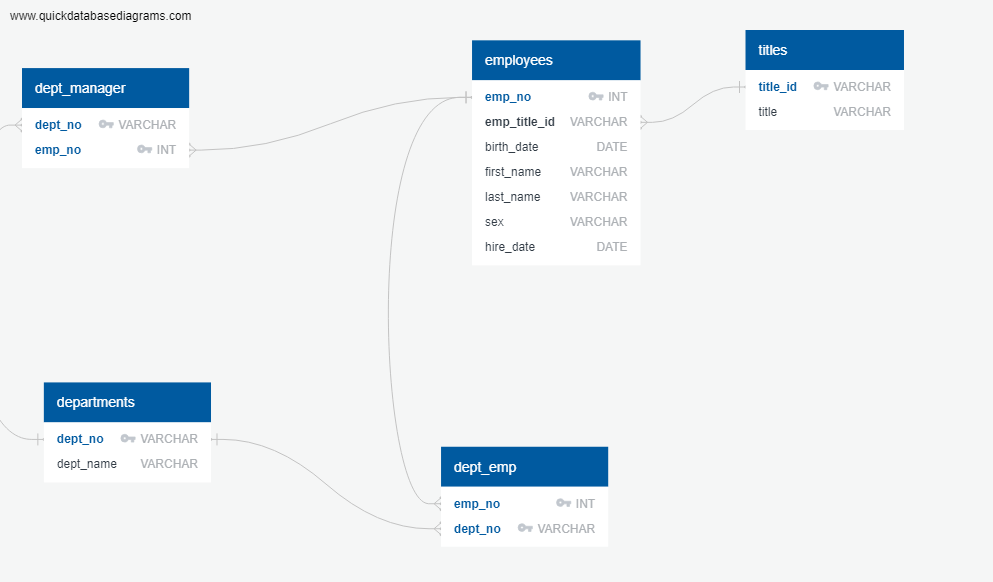 www.quickdatabasediagrams.com
dept_manager
dept_no VARCHAR
emp_no INT
employees
emp_no INT
emp_title_id VARCHAR
birth_date DATE
first_name VARCHAR
last_name VARCHAR
sex VARCHAR
hire_date DATE
titles
title_id VARCHAR
title VARCHAR
departments
dept_no VARCHAR
dept_name VARCHAR
dept_emp
emp_no INT
dept_no VARCHAR